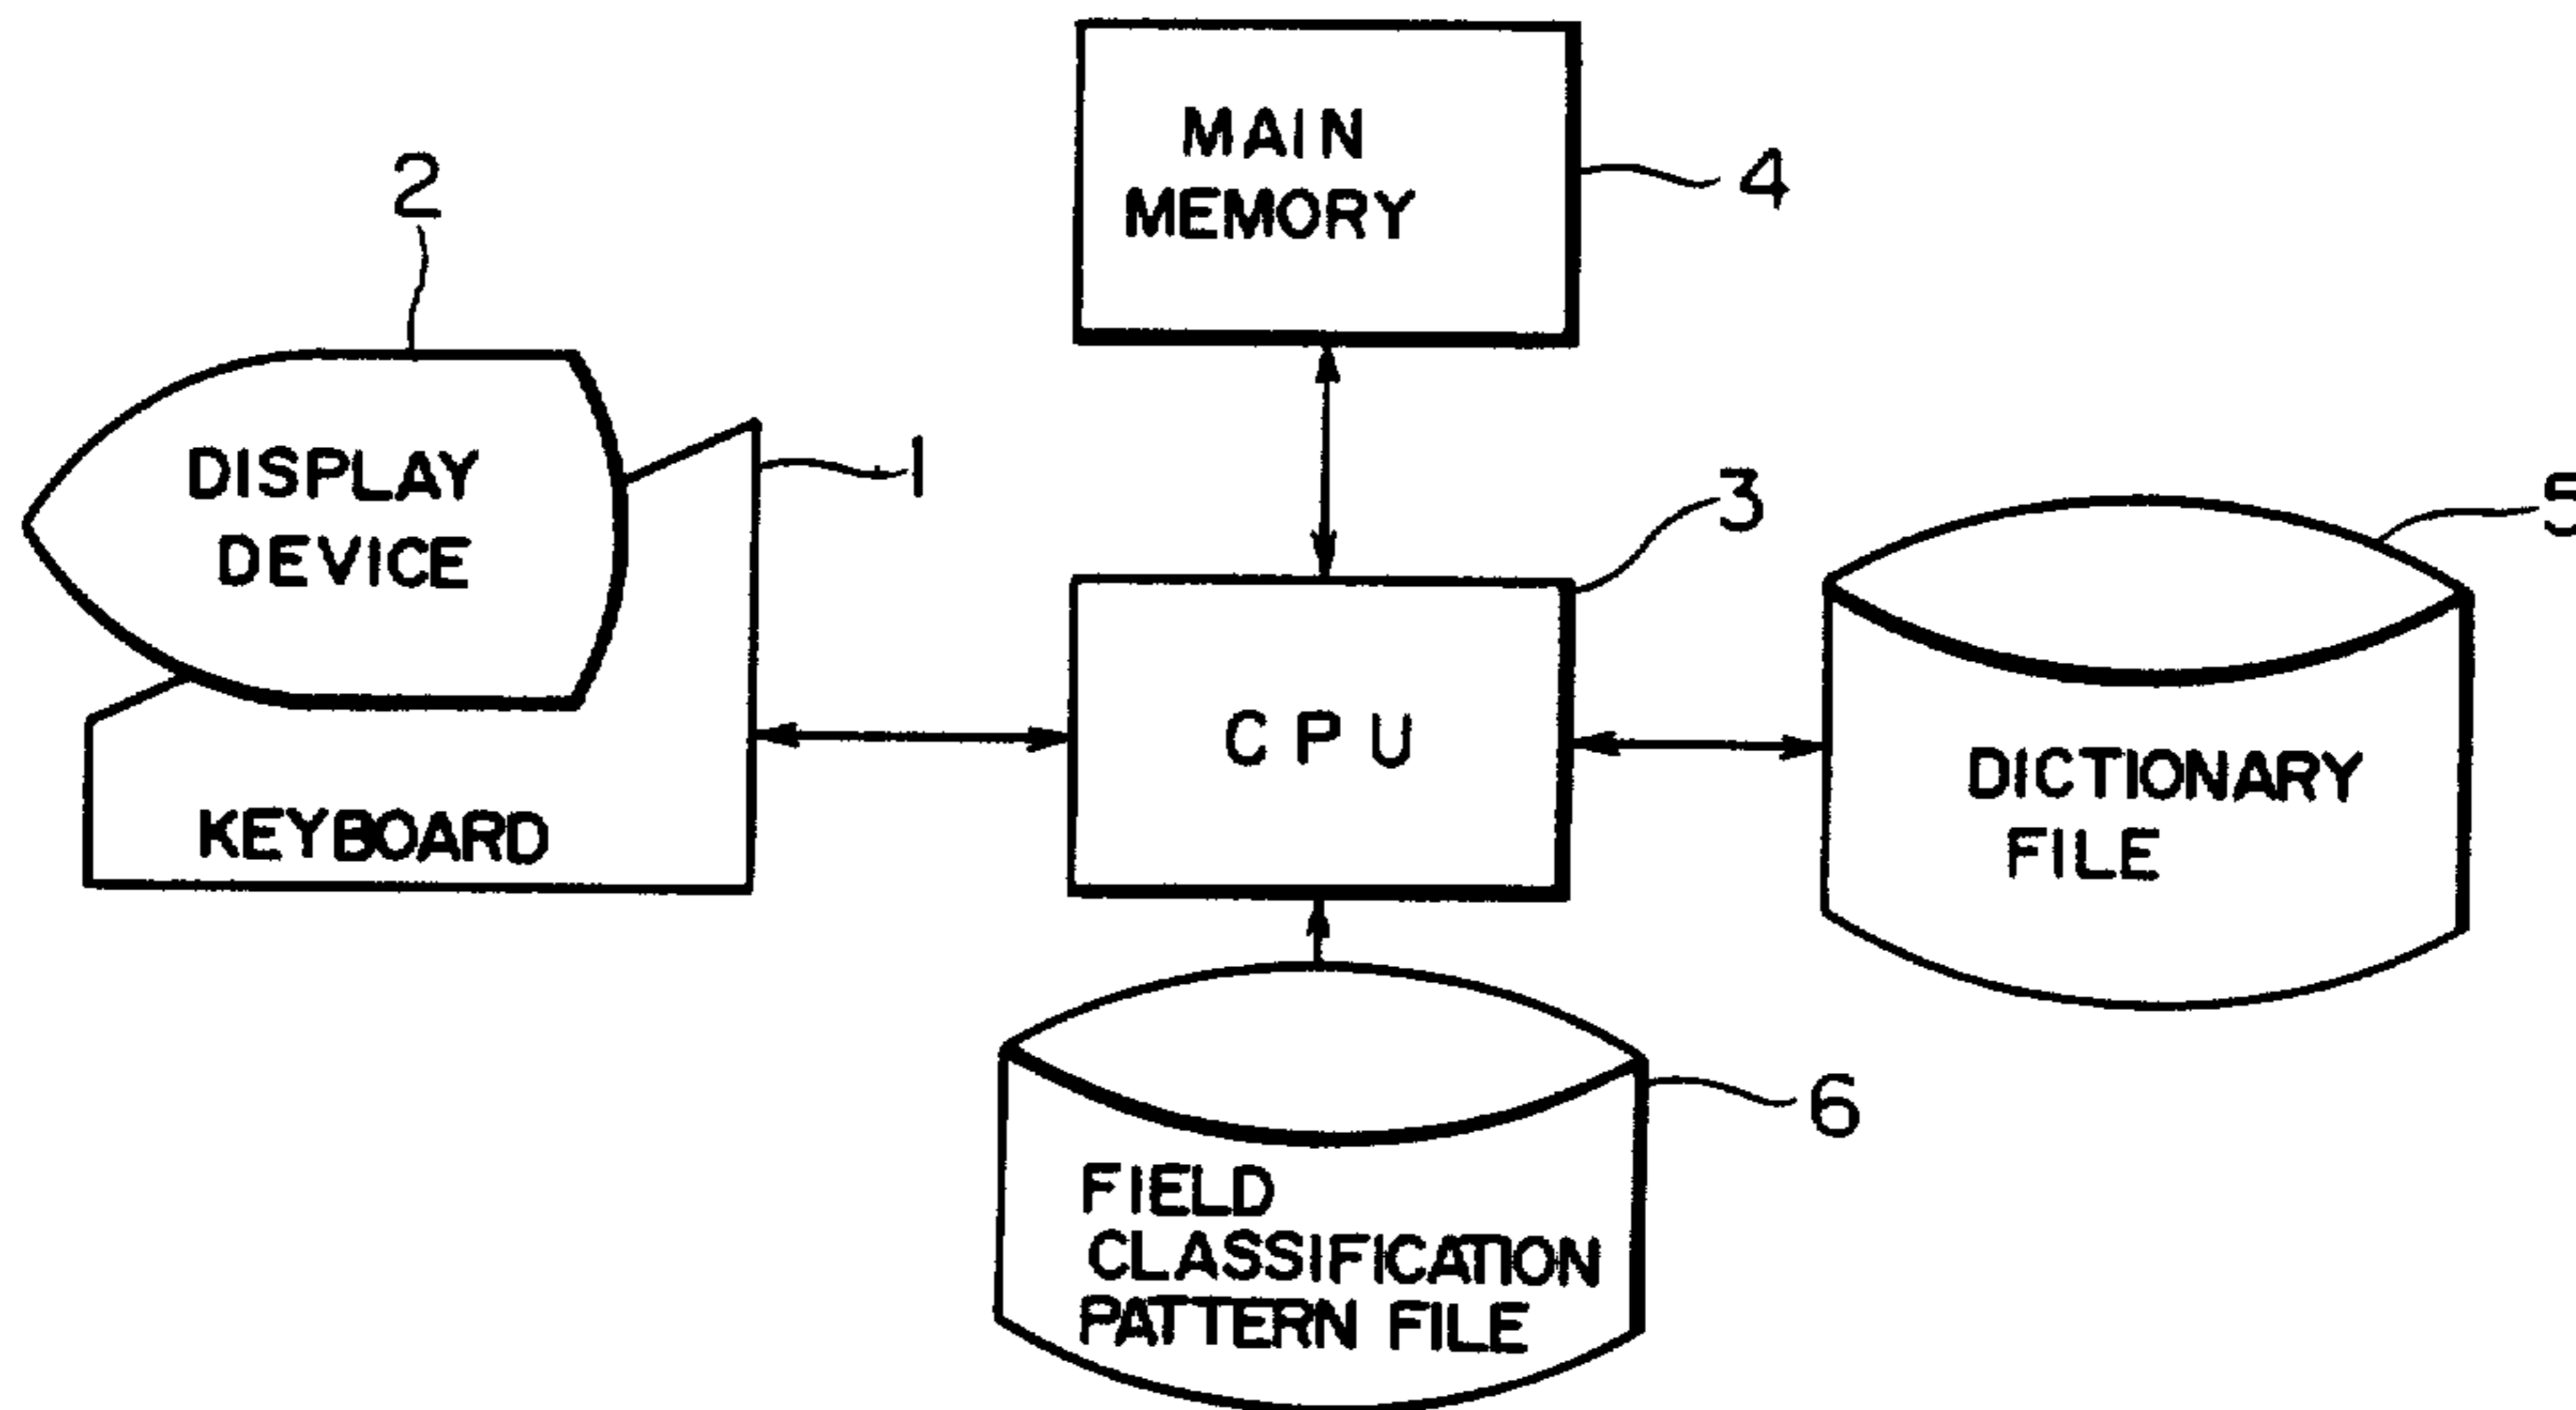 MAIN
MEMORY
4
2
DISPLAY
DEVICE
1
3
5
CPU
DICTIONARY
FILE
KEYBOARD
6
FIELD
CLASSIFICATION
PATTERN FILE